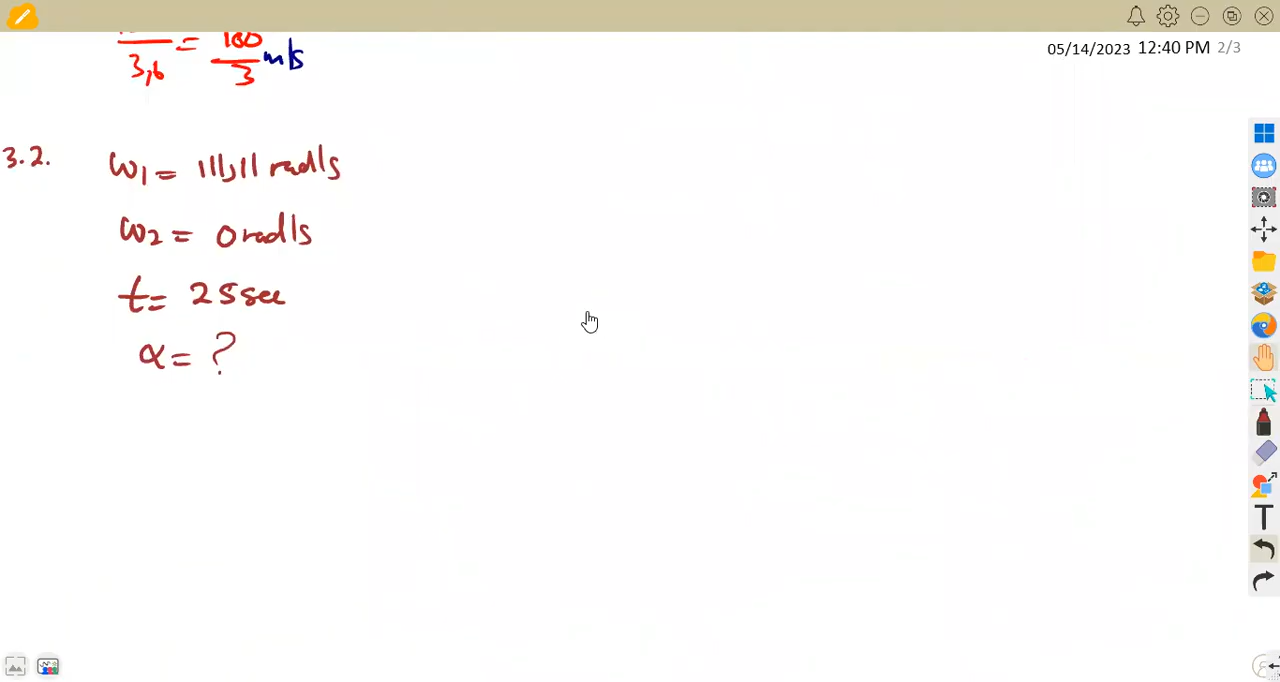 3,6 = 100/3 m/s
05/14/2023 12:40 PM 2/3
3.2. ω1 = 111,11 rad/s
ω2 = 0 rad/s
t = 25 sec
α = ?
T